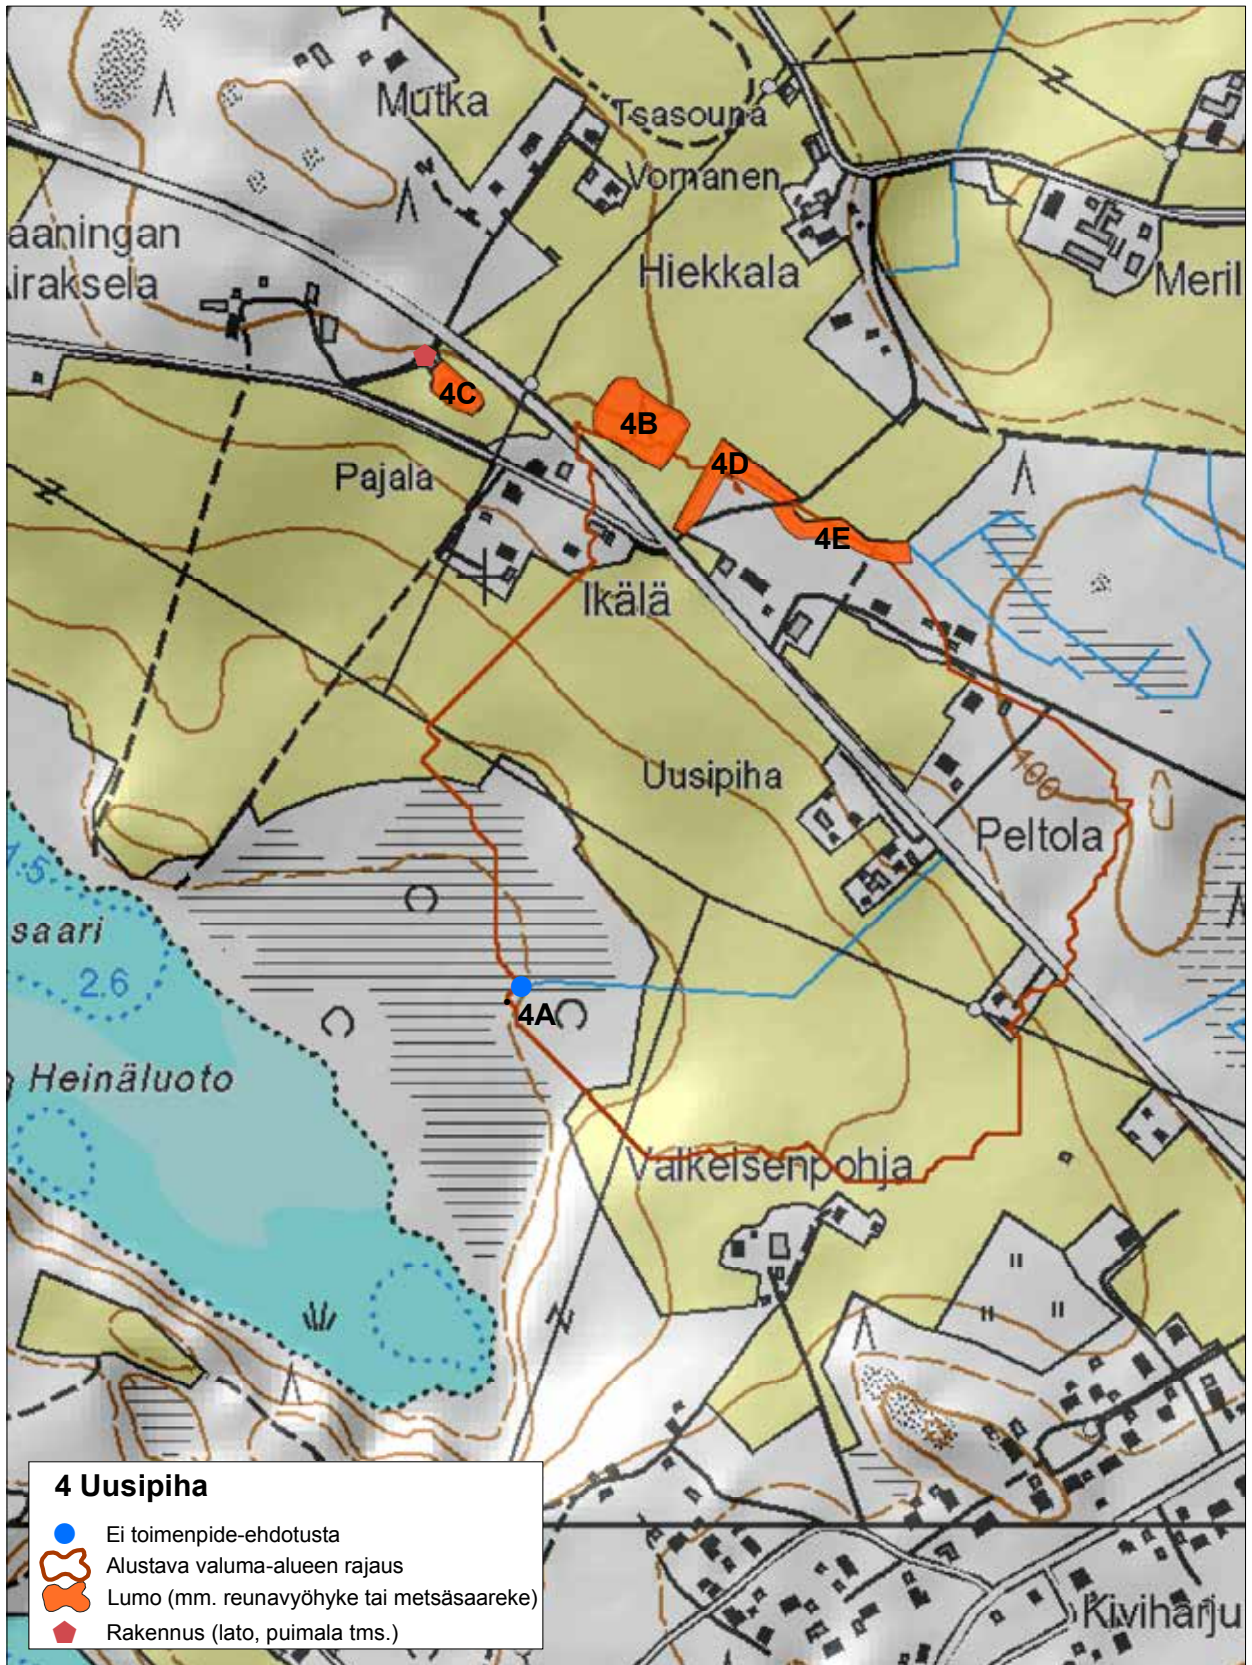 Mutka
Tsasouna
Vornanen
aaningan
iraksela
Hiekkala
Meril
4C
4B
4D
Pajala
4E
Ikälä
Uusipiha
100
Peltola
1.5
saari
2.6
4A
Heinäluoto
Valkeisenpohja
4 Uusipiha
Ei toimenpide-ehdotusta
Alustava valuma-alueen rajaus
Lumo (mm. reunavyöhyke tai metsäsaareke)
Rakennus (lato, puimala tms.)
Kiviharju